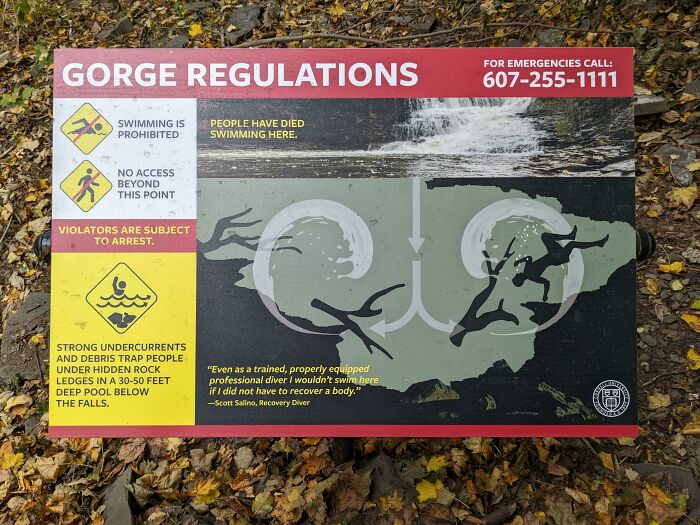 GORGE REGULATIONS
FOR EMERGENCIES CALL:
607-255-1111
SWIMMING IS
PROHIBITED
NO ACCESS
BEYOND
THIS POINT
VIOLATORS ARE SUBJECT
TO ARREST.
STRONG UNDERCURRENTS
AND DEBRIS TRAP PEOPLE
UNDER HIDDEN ROCK
LEDGES IN A 30-50 FEET
DEEP POOL BELOW
THE FALLS.
PEOPLE HAVE DIED
SWIMMING HERE.
"Even as a trained, properly equipped
professional diver I wouldn't swim here
if I did not have to recover a body."
—Scott Salino, Recovery Diver